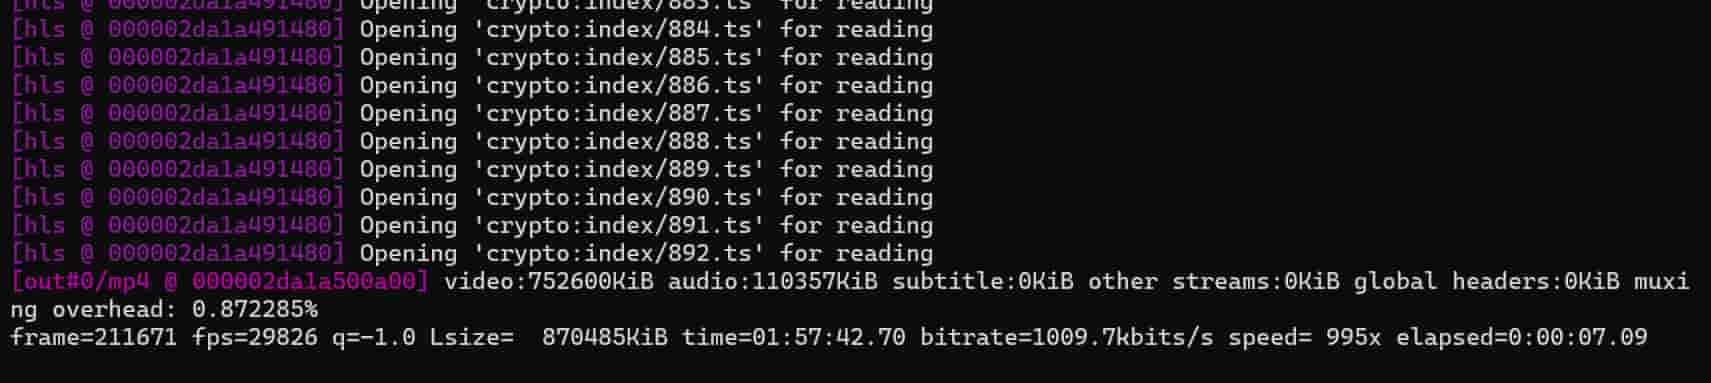 [hls @ 000002da1a491480] Opening 'crypto:index/883.ts' for reading
[hls @ 000002da1a491480] Opening 'crypto:index/884.ts' for reading
[hls @ 000002da1a491480] Opening 'crypto:index/885.ts' for reading
[hls @ 000002da1a491480] Opening 'crypto:index/886.ts' for reading
[hls @ 000002da1a491480] Opening 'crypto:index/887.ts' for reading
[hls @ 000002da1a491480] Opening 'crypto:index/888.ts' for reading
[hls @ 000002da1a491480] Opening 'crypto:index/889.ts' for reading
[hls @ 000002da1a491480] Opening 'crypto:index/890.ts' for reading
[hls @ 000002da1a491480] Opening 'crypto:index/891.ts' for reading
[hls @ 000002da1a491480] Opening 'crypto:index/892.ts' for reading
[out#0/mp4 @ 000002da1a500a00] video:752600KiB audio:110357KiB subtitle:0KiB other streams:0KiB global headers:0KiB muxi
ng overhead: 0.872285%
frame=211671 fps=29826 q=-1.0 Lsize=  870485KiB time=01:57:42.70 bitrate=1009.7kbits/s speed= 995x elapsed=0:00:07.09